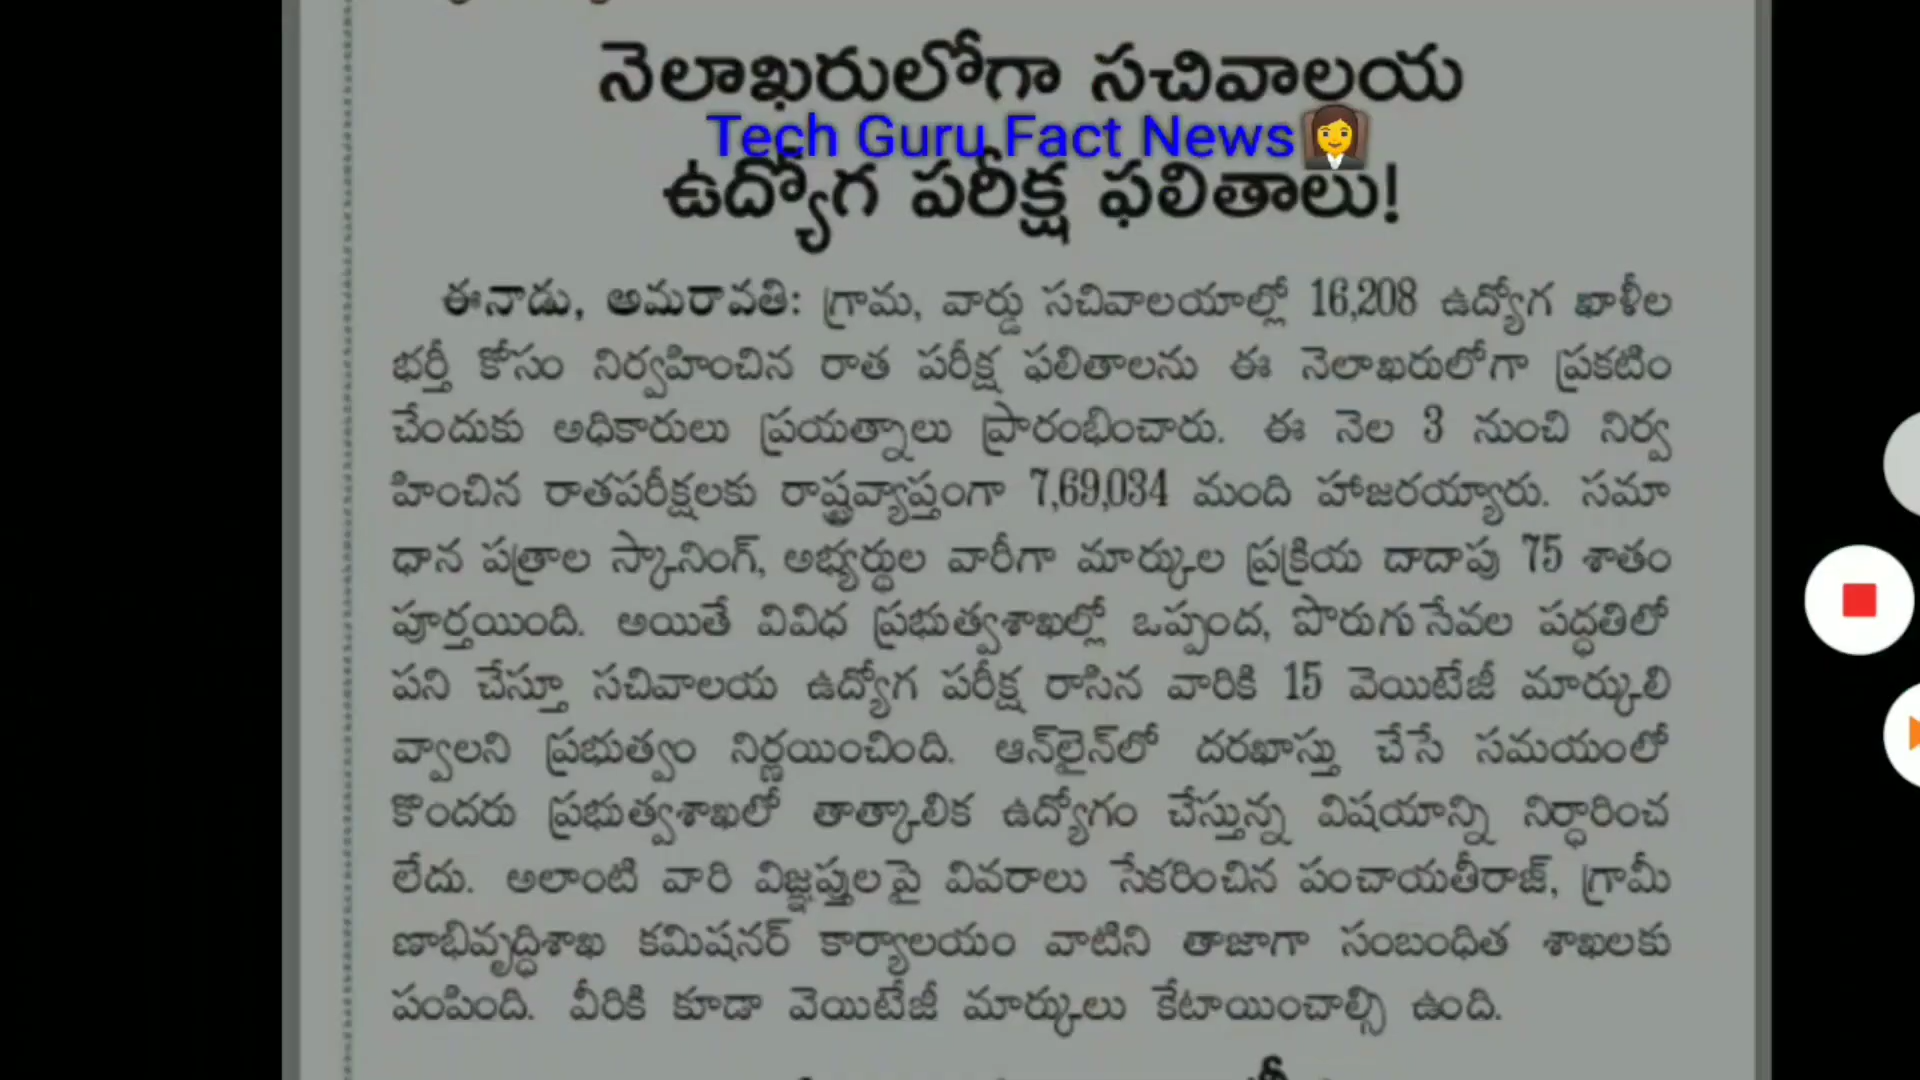 నెలాఖరులోగా సచివాలయ
Tech Guru Fact News
ఉద్యోగ పరీక్ష ఫలితాలు!
ఈనాడు, అమరావతి: గ్రామ, వార్డు సచివాలయాల్లో 16,208 ఉద్యోగ ఖాళీల
భర్తీ కోసం నిర్వహించిన రాత పరీక్ష ఫలితాలను ఈ నెలాఖరులోగా ప్రకటిం
చేందుకు అధికారులు ప్రయత్నాలు ప్రారంభించారు. ఈ నెల 3 నుంచి నిర్వ
హించిన రాతపరీక్షలకు రాష్ట్రవ్యాప్తంగా 7,69,034 మంది హాజరయ్యారు. సమా
ధాన పత్రాల స్కానింగ్, అభ్యర్థుల వారీగా మార్కుల ప్రక్రియ దాదాపు 75 శాతం
పూర్తయింది. అయితే వివిధ ప్రభుత్వశాఖల్లో ఒప్పంద, పొరుగుసేవల పద్ధతిలో
పని చేస్తూ సచివాలయ ఉద్యోగ పరీక్ష రాసిన వారికి 15 వెయిటేజీ మార్కులి
వ్వాలని ప్రభుత్వం నిర్ణయించింది. ఆన్‌లైన్‌లో దరఖాస్తు చేసే సమయంలో
కొందరు ప్రభుత్వశాఖలో తాత్కాలిక ఉద్యోగం చేస్తున్న విషయాన్ని నిర్ధారించ
లేదు. అలాంటి వారి విజ్ఞప్తులపై వివరాలు సేకరించిన పంచాయతీరాజ్, గ్రామీ
ణాభివృద్ధిశాఖ కమిషనర్ కార్యాలయం వాటిని తాజాగా సంబంధిత శాఖలకు
పంపింది. వీరికి కూడా వెయిటేజీ మార్కులు కేటాయించాల్సి ఉంది.